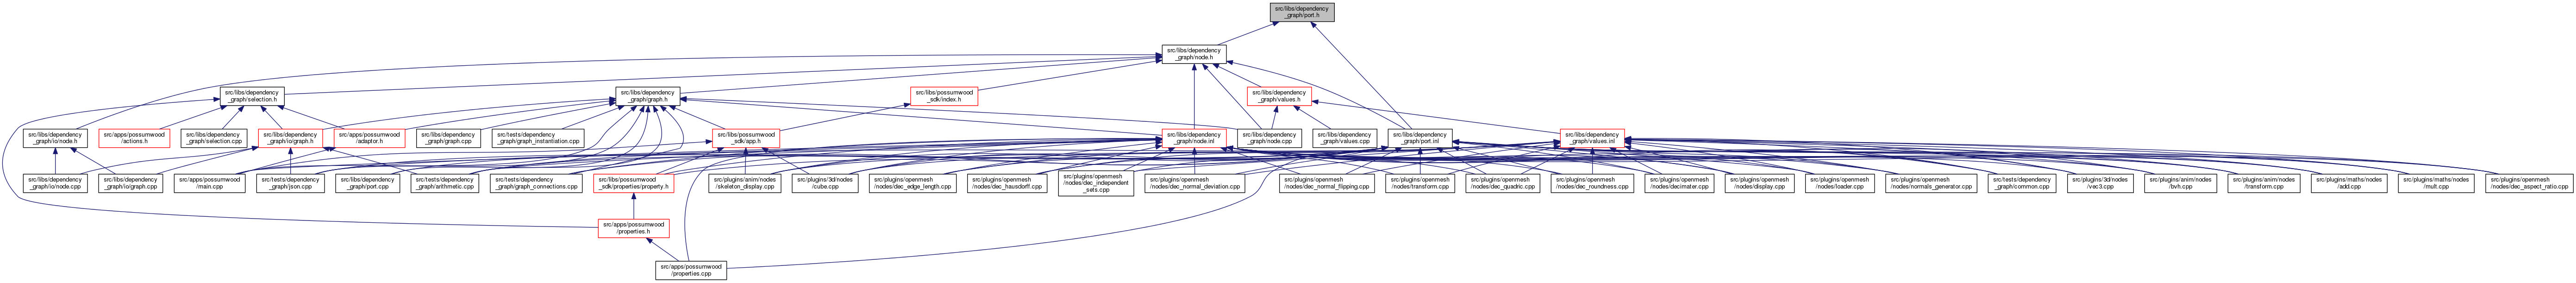 src/libs/dependency
_graph/port.h
src/libs/dependency
_graph/node.h
src/libs/dependency
_graph/selection.h
src/libs/dependency
_graph/graph.h
src/libs/possumwood
_sdk/index.h
src/libs/dependency
_graph/values.h
src/libs/dependency
_graph/io/node.h
src/apps/possumwood
/actions.h
src/libs/dependency
_graph/selection.cpp
src/libs/dependency
_graph/io/graph.h
src/apps/possumwood
/adaptor.h
src/libs/dependency
_graph/graph.cpp
src/tests/dependency
_graph/graph_instantiation.cpp
src/libs/possumwood
_sdk/app.h
src/libs/dependency
_graph/node.inl
src/libs/dependency
_graph/node.cpp
src/libs/dependency
_graph/values.cpp
src/libs/dependency
_graph/port.inl
src/libs/dependency
_graph/values.inl
src/libs/dependency
_graph/io/node.cpp
src/libs/dependency
_graph/io/graph.cpp
src/apps/possumwood
/main.cpp
src/tests/dependency
_graph/json.cpp
src/libs/dependency
_graph/port.cpp
src/tests/dependency
_graph/arithmetic.cpp
src/tests/dependency
_graph/graph_connections.cpp
src/libs/possumwood
_sdk/properties/property.h
src/plugins/anim/nodes
/skeleton_display.cpp
src/plugins/3d/nodes
/cube.cpp
src/plugins/openmesh
/nodes/dec_edge_length.cpp
src/plugins/openmesh
/nodes/dec_hausdorff.cpp
src/plugins/openmesh
/nodes/dec_independent
_sets.cpp
src/plugins/openmesh
/nodes/dec_normal_deviation.cpp
src/plugins/openmesh
/nodes/dec_normal_flipping.cpp
src/plugins/openmesh
/nodes/transform.cpp
src/plugins/openmesh
/nodes/dec_quadric.cpp
src/plugins/openmesh
/nodes/dec_roundness.cpp
src/plugins/openmesh
/nodes/decimater.cpp
src/plugins/openmesh
/nodes/display.cpp
src/plugins/openmesh
/nodes/loader.cpp
src/plugins/openmesh
/nodes/normals_generator.cpp
src/tests/dependency
_graph/common.cpp
src/plugins/3d/nodes
/vec3.cpp
src/plugins/anim/nodes
/bvh.cpp
src/plugins/anim/nodes
/transform.cpp
src/plugins/maths/nodes
/add.cpp
src/plugins/maths/nodes
/mult.cpp
src/plugins/openmesh
/nodes/dec_aspect_ratio.cpp
src/apps/possumwood
/properties.h
src/apps/possumwood
/properties.cpp